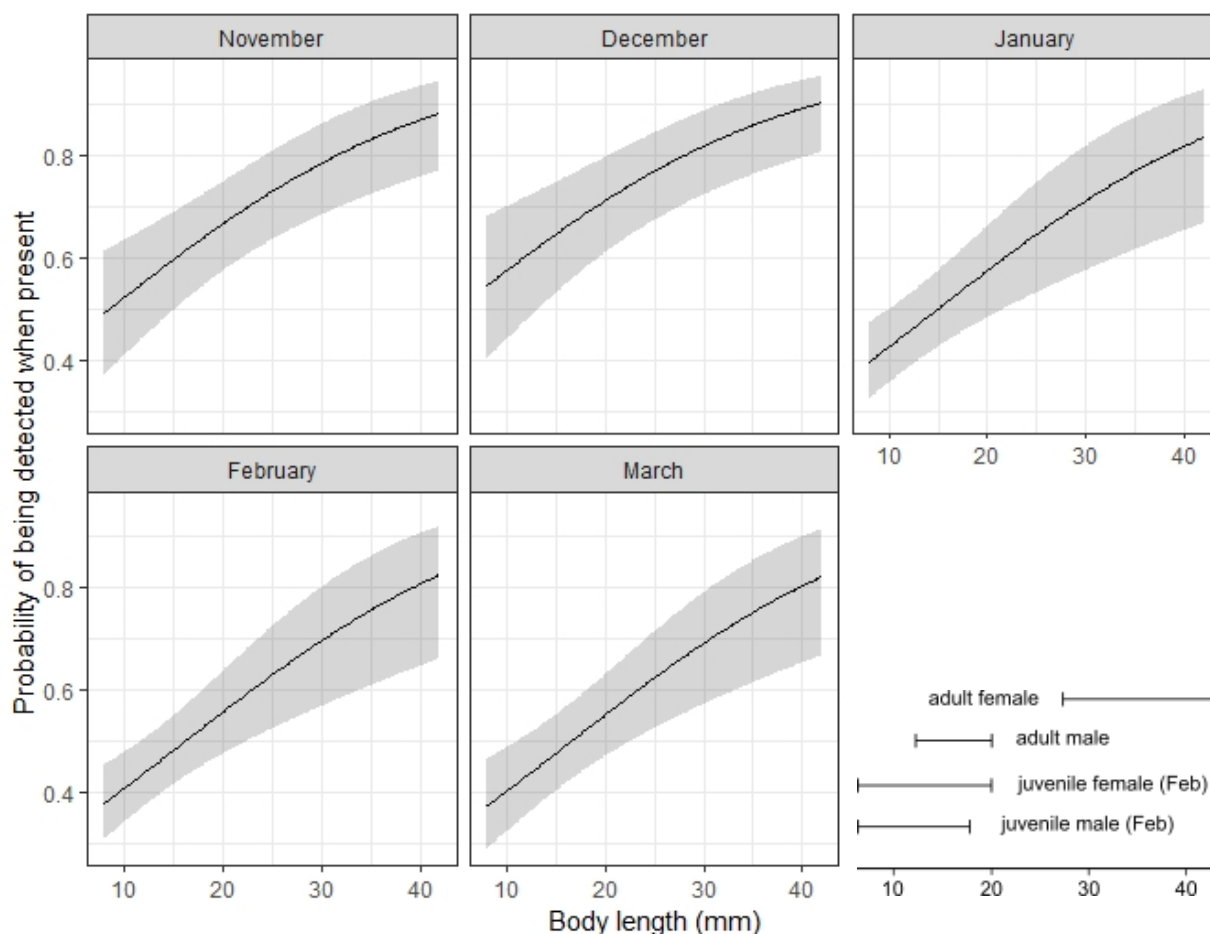 November
December
January
0.8
0.6
0.4
10 20 30 40
February
March
0.8
0.6
0.4
10 20 30 40
10 20 30 40
adult female
adult male
juvenile female (Feb)
juvenile male (Feb)
10 20 30 40
Probability of being detected when present
Body length (mm)